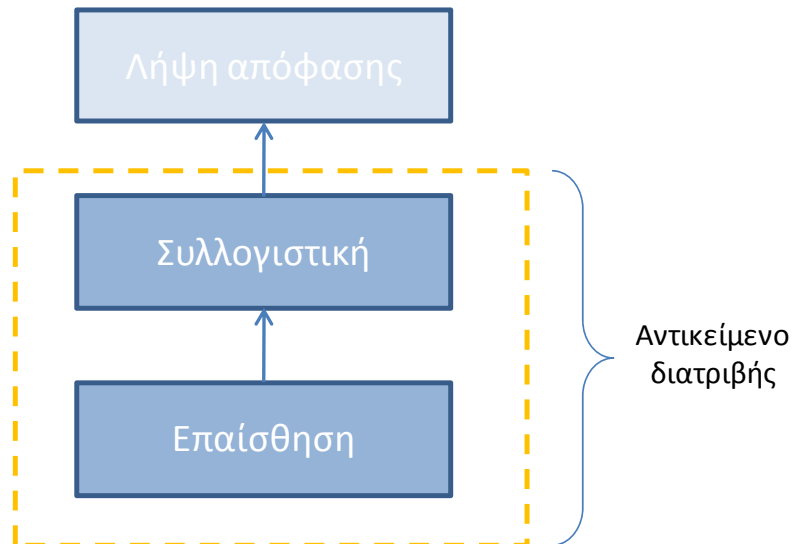 Λήψη απόφασης
Συλλογιστική
Επαίσθηση
Αντικείμενο
διατριβής